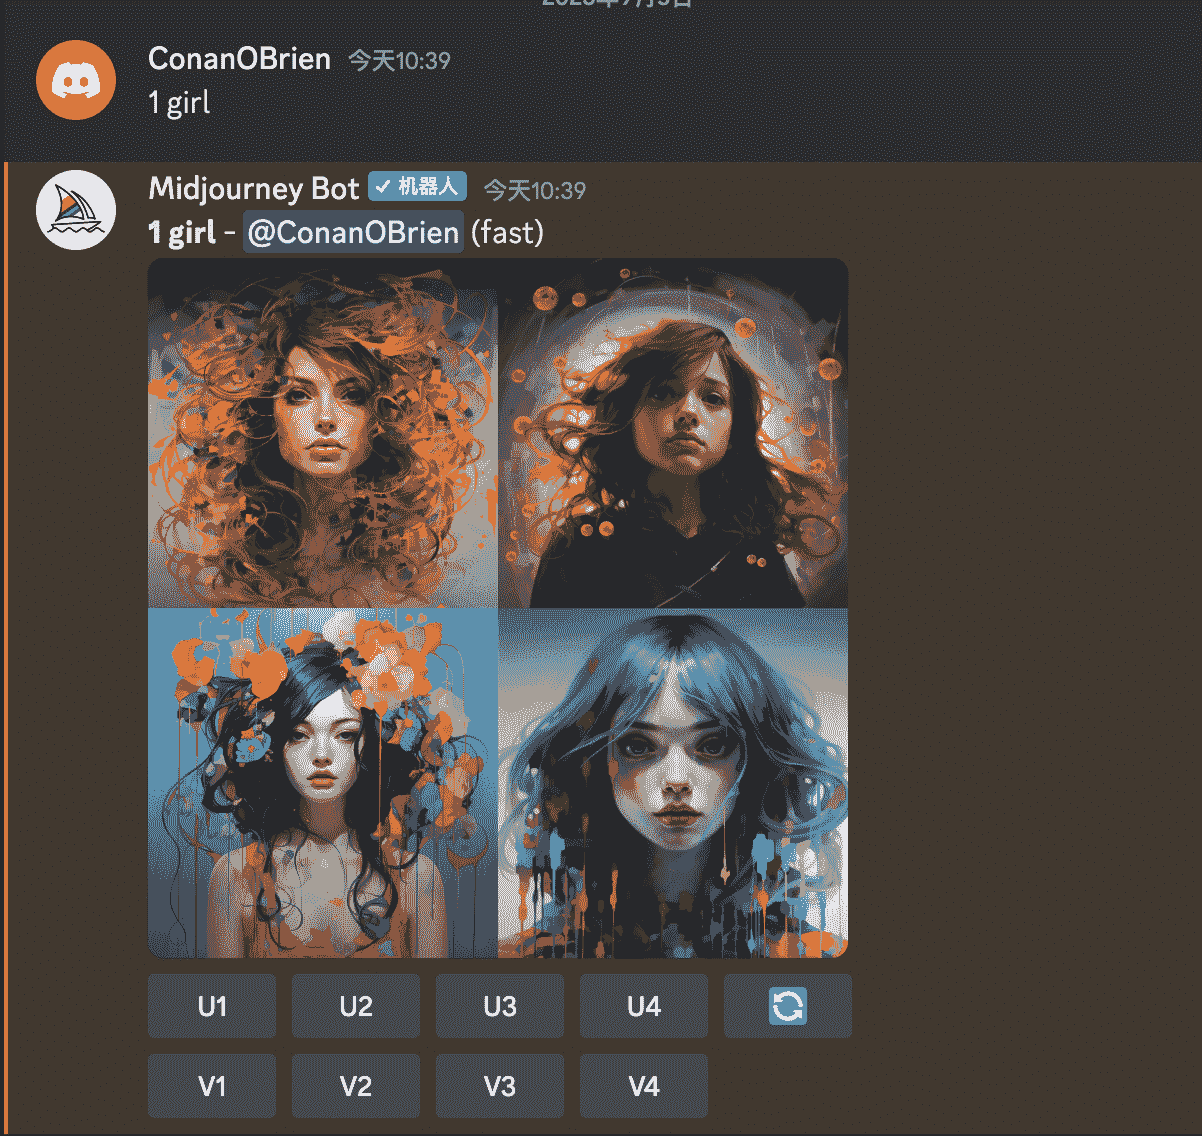 ConanOBrien 今天10:39
1 girl
Midjourney Bot ✓ 机器人 今天10:39
1 girl - @ConanOBrien (fast)
U1 U2 U3 U4
V1 V2 V3 V4